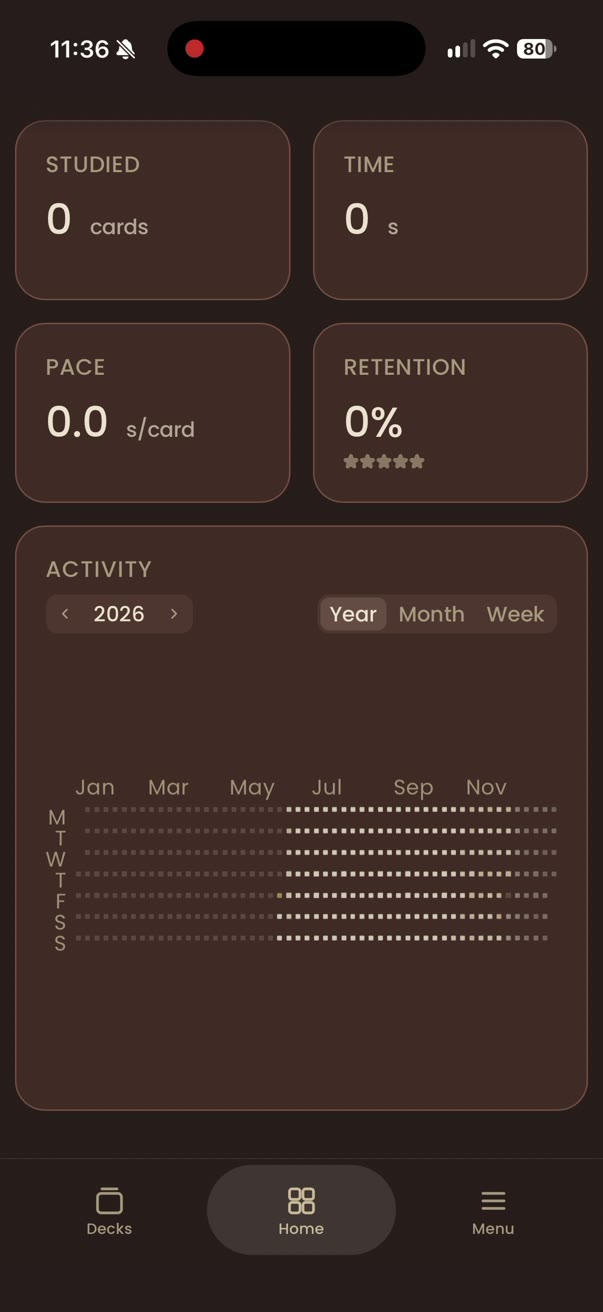 11:36
80
STUDIED
0 cards
TIME
0 s
PACE
0.0 s/card
RETENTION
0%
ACTIVITY
2026
Year Month Week
Jan Mar May Jul Sep Nov
M
T
W
T
F
S
S
Decks
Home
Menu